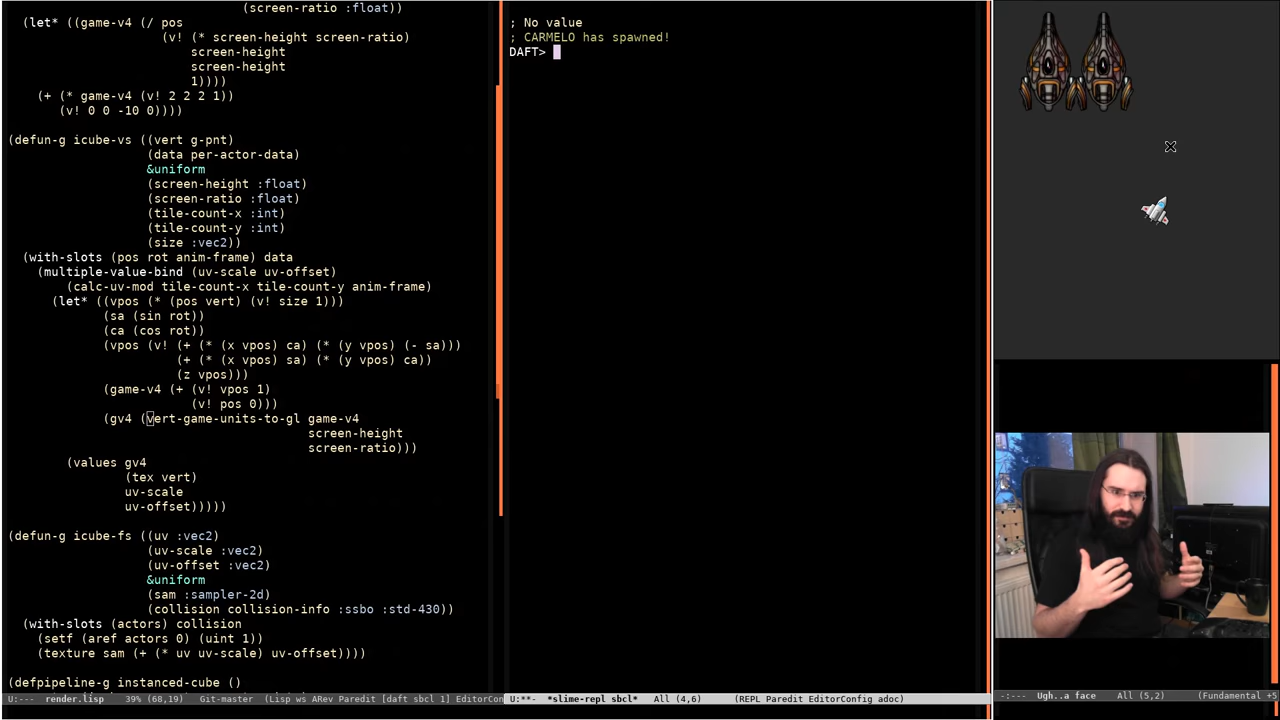 (screen-ratio :float))
(let* ((game-v4 (/ pos
(v! (* screen-height screen-ratio)
screen-height
screen-height
1))))
(+ (* game-v4 (v! 2 2 2 1))
(v! 0 0 -10 0))))
(defun-g icube-vs ((vert g-pnt)
(data per-actor-data)
&uniform
(screen-height :float)
(screen-ratio :float)
(tile-count-x :int)
(tile-count-y :int)
(size :vec2))
(with-slots (pos rot anim-frame) data
(multiple-value-bind (uv-scale uv-offset)
(calc-uv-mod tile-count-x tile-count-y anim-frame)
(let* ((vpos (* (pos vert) (v! size 1)))
(sa (sin rot))
(ca (cos rot))
(vpos (v! (+ (* (x vpos) ca) (* (y vpos) (- sa)))
(+ (* (x vpos) sa) (* (y vpos) ca))
(z vpos)))
(game-v4 (+ (v! vpos 1)
(v! pos 0)))
(gv4 (vert-game-units-to-gl game-v4
screen-height
screen-ratio)))
(values gv4
(tex vert)
uv-scale
uv-offset)))))
(defun-g icube-fs ((uv :vec2)
(uv-scale :vec2)
(uv-offset :vec2)
&uniform
(sam :sampler-2d)
(collision collision-info :ssbo :std-430))
(with-slots (actors) collision
(setf (aref actors 0) (uint 1))
(texture sam (+ (* uv uv-scale) uv-offset))))
(defpipeline-g instanced-cube ()
U:--- render.lisp 39% (68,19) Git-master (Lisp ws ARev Paredit [daft sbcl 1] EditorCon
; No value
; CARMELO has spawned!
DAFT>
U:**- *slime-repl sbcl* All (4,6) (REPL Paredit EditorConfig adoc)
-:--- Ugh..a face All (5,2) (Fundamental +5